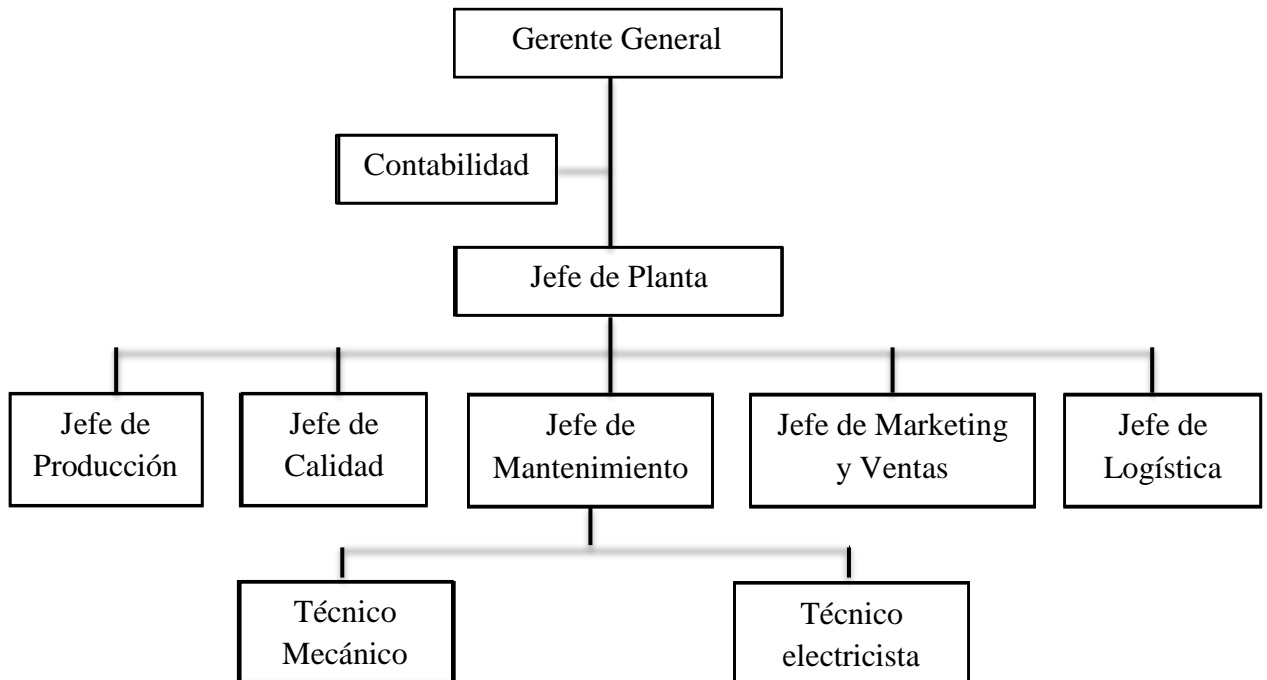 Gerente General
Contabilidad
Jefe de Planta
Jefe de
Producción
Jefe de
Calidad
Jefe de
Mantenimiento
Jefe de Marketing
y Ventas
Jefe de
Logística
Técnico
Mecánico
Técnico
electricista